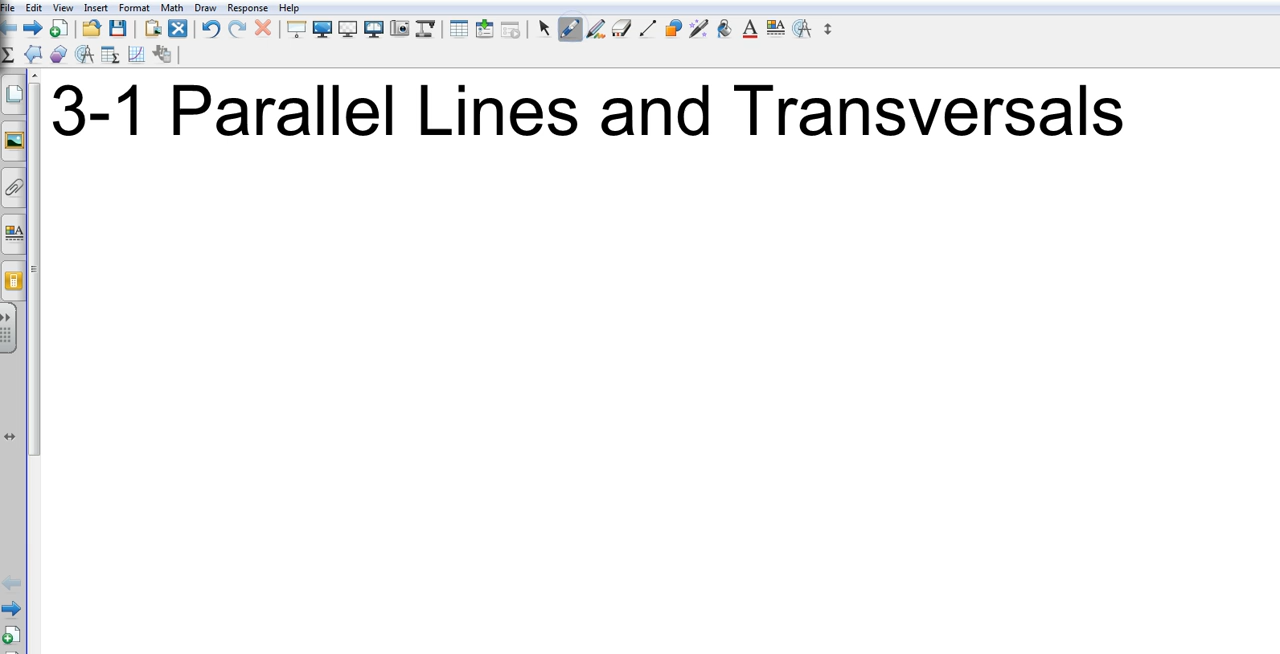 File Edit View Insert Format Math Draw Response Help
3-1 Parallel Lines and Transversals